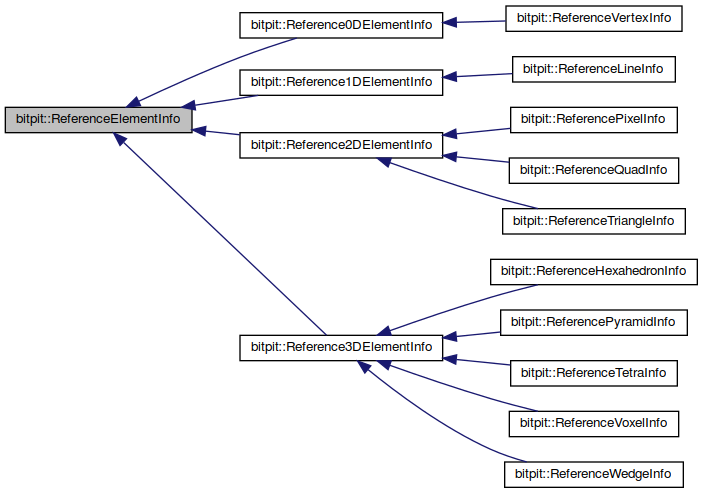 bitpit::ReferenceElementInfo
bitpit::Reference0DElementInfo
bitpit::ReferenceVertexInfo
bitpit::Reference1DElementInfo
bitpit::ReferenceLineInfo
bitpit::Reference2DElementInfo
bitpit::ReferencePixelInfo
bitpit::ReferenceQuadInfo
bitpit::ReferenceTriangleInfo
bitpit::Reference3DElementInfo
bitpit::ReferenceHexahedronInfo
bitpit::ReferencePyramidInfo
bitpit::ReferenceTetraInfo
bitpit::ReferenceVoxelInfo
bitpit::ReferenceWedgeInfo